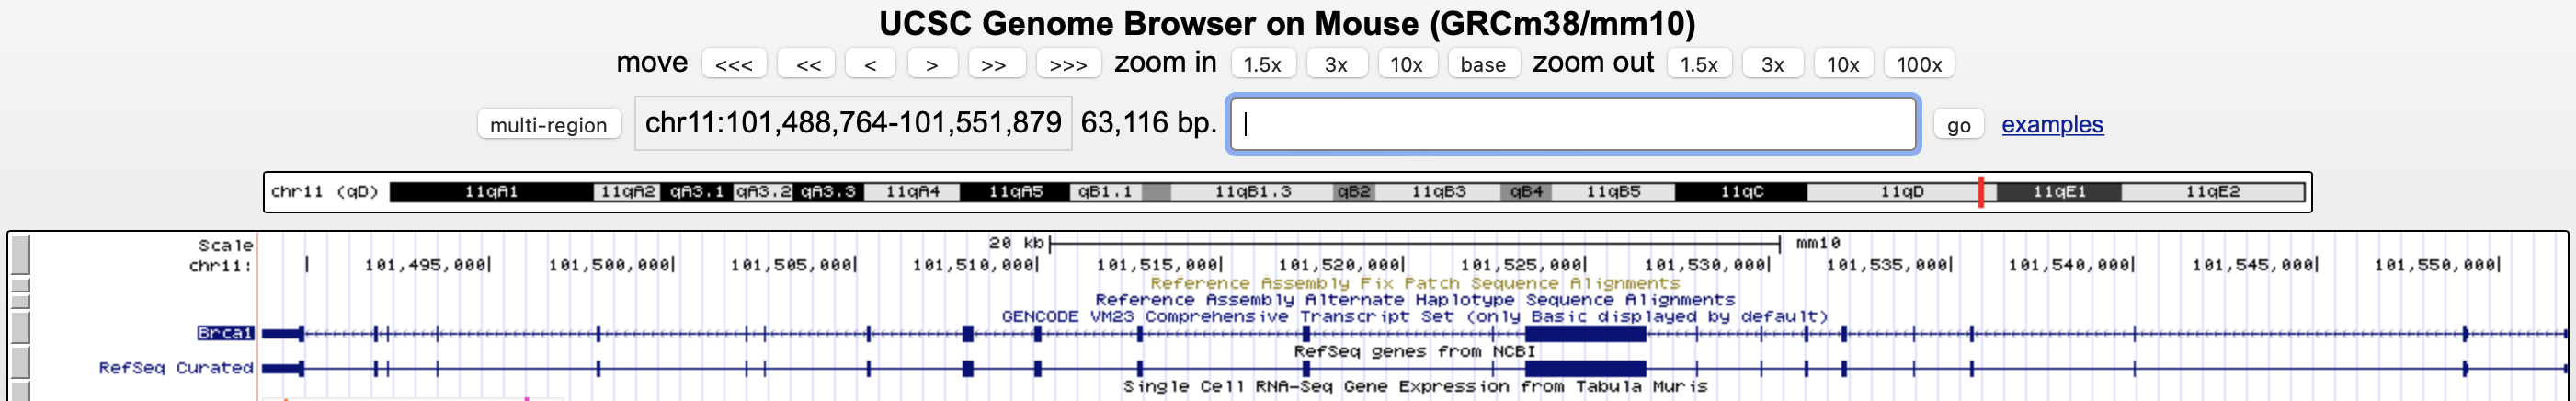 UCSC Genome Browser on Mouse (GRCm38/mm10)
move <<< << < > >> >>> zoom in 1.5x 3x 10x base zoom out 1.5x 3x 10x 100x
multi-region chr11:101,488,764-101,551,879 63,116 bp. go examples
chr11 (qD) 11qA1 11qA2 qA3.1 qA3.2 qA3.3 11qA4 11qA5 qB1.1 11qB1.3 qB2 11qB3 qB4 11qB5 11qC 11qD 11qE1 11qE2
Scale 20 kb mm10
chr11: 101,495,000 101,500,000 101,505,000 101,510,000 101,515,000 101,520,000 101,525,000 101,530,000 101,535,000 101,540,000 101,545,000 101,550,000
Reference Assembly Fix Patch Sequence Alignments
Reference Assembly Alternate Haplotype Sequence Alignments
GENCODE VM23 Comprehensive Transcript Set (only Basic displayed by default)
Brca1
RefSeq genes from NCBI
RefSeq Curated
Single Cell RNA-Seq Gene Expression from Tabula Muris